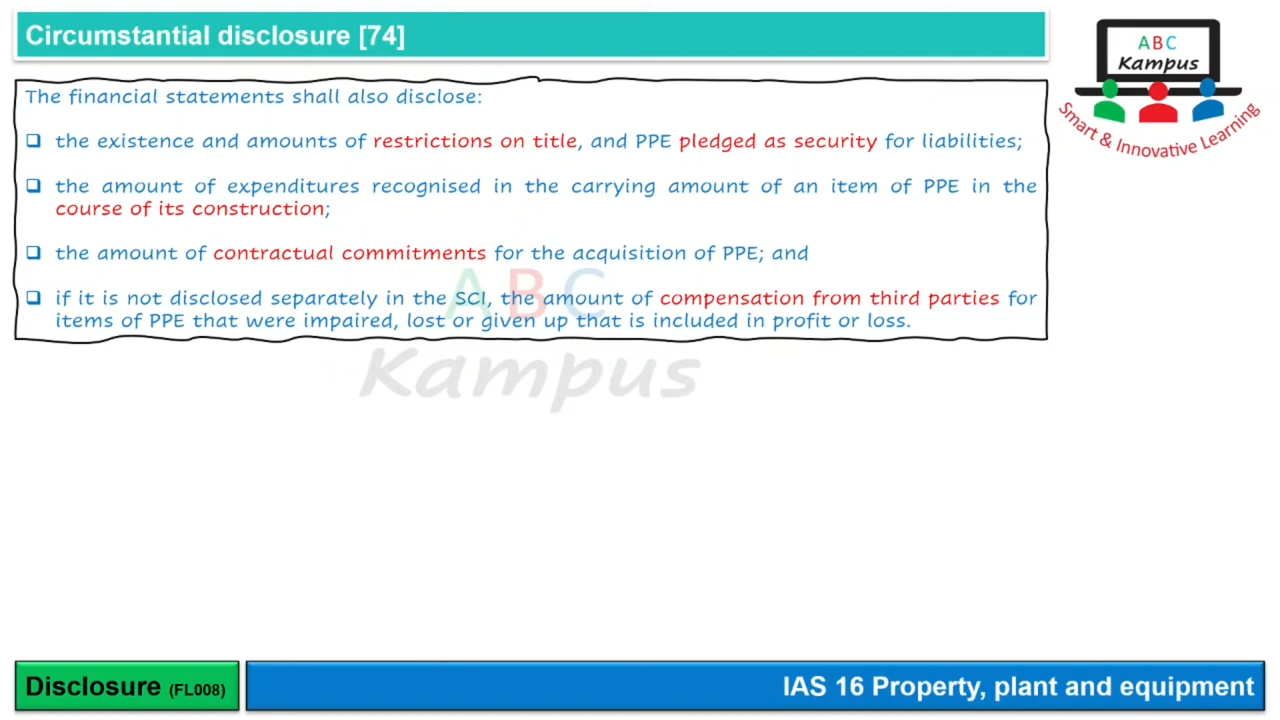 Circumstantial disclosure [74]
ABC
Kampus
Smart & Innovative Learning
The financial statements shall also disclose:
the existence and amounts of restrictions on title, and PPE pledged as security for liabilities;
the amount of expenditures recognised in the carrying amount of an item of PPE in the
course of its construction;
the amount of contractual commitments for the acquisition of PPE; and
if it is not disclosed separately in the SCI, the amount of compensation from third parties for
items of PPE that were impaired, lost or given up that is included in profit or loss.
ABC
Kampus
Disclosure (FL008)
IAS 16 Property, plant and equipment